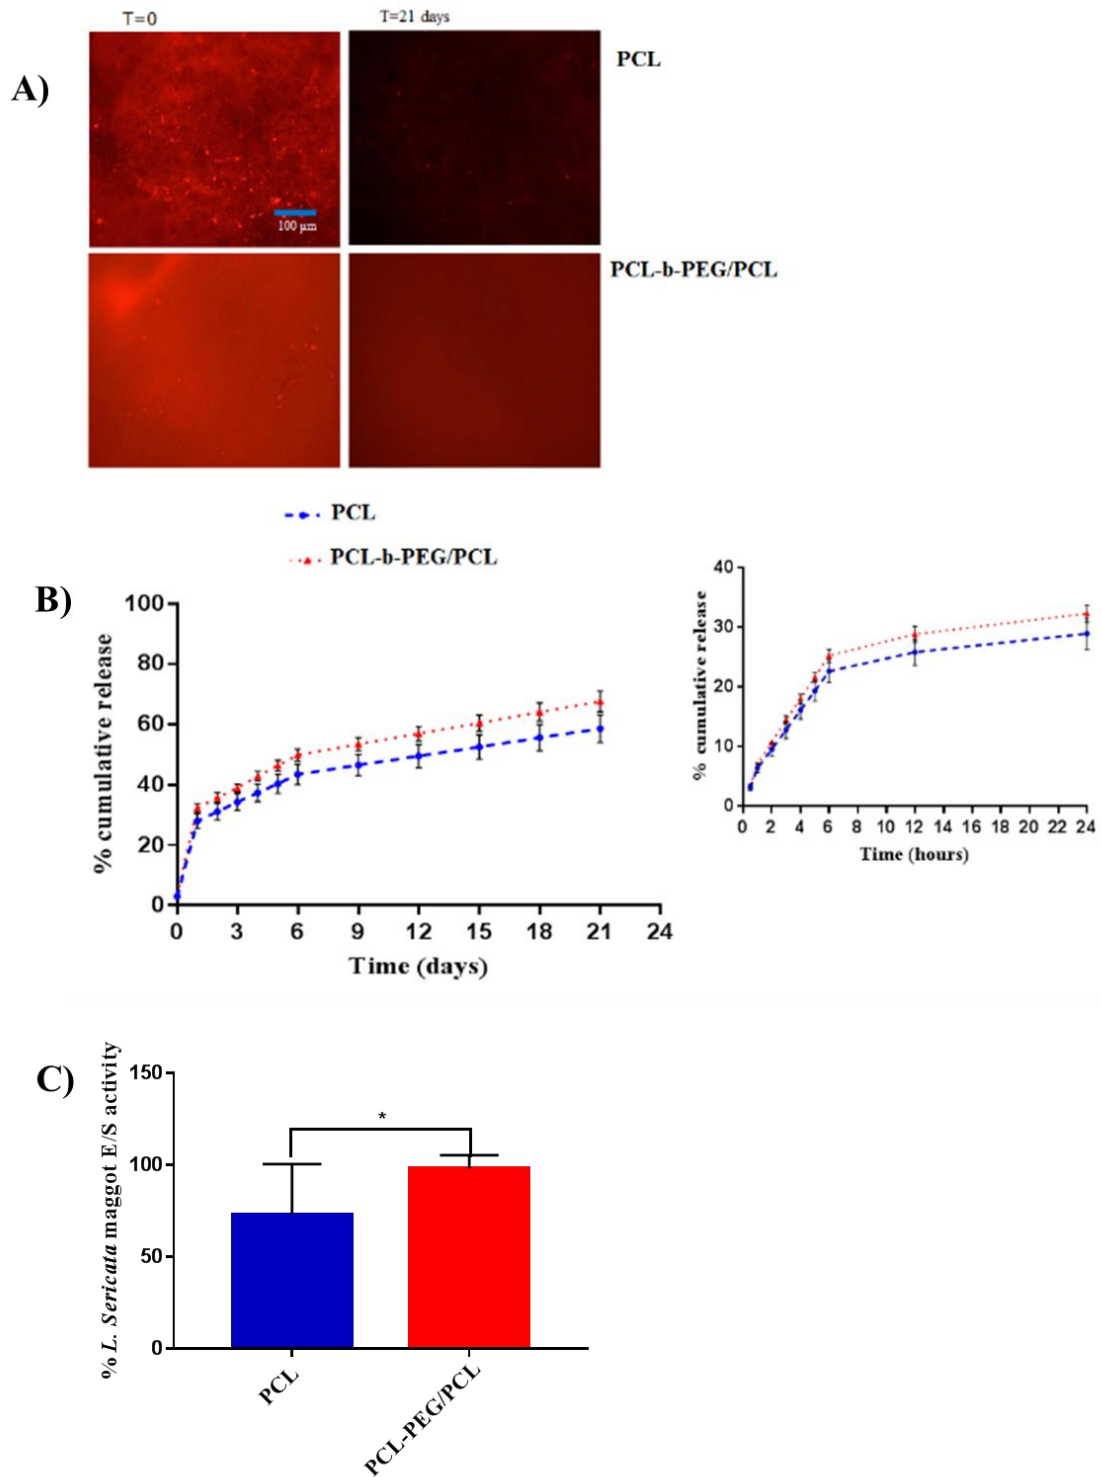 T=0
T=21 days
A)
PCL
100 µm
PCL-b-PEG/PCL
PCL
PCL-b-PEG/PCL
B)
% cumulative release
100
80
60
40
20
0
0 3 6 9 12 15 18 21 24
Time (days)
% cumulative release
40
30
20
10
0
0 2 4 6 8 10 12 14 16 18 20 22 24
Time (hours)
C)
% L. Sericata maggot E/S activity
150
100
50
0
*
PCL
PCL-PEG/PCL